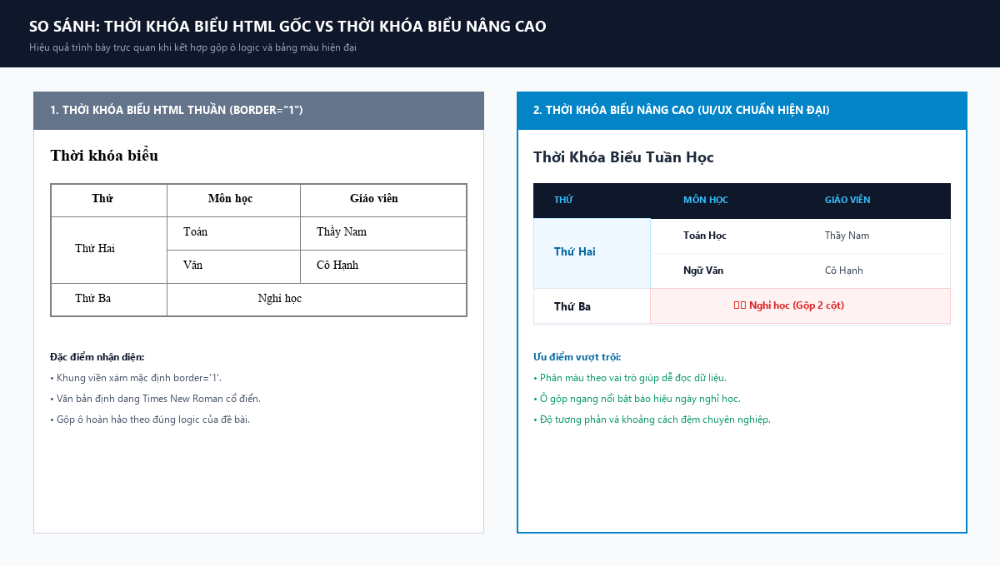 SO SÁNH: THỜI KHÓA BIỂU HTML GỐC VS THỜI KHÓA BIỂU NÂNG CAO
Hiệu quả trình bày trực quan khi kết hợp gộp ô logic và bảng màu hiện đại
1. THỜI KHÓA BIỂU HTML THUẦN (BORDER="1")
Thời khóa biểu
Thứ Môn học Giáo viên
Thứ Hai
Toán Thầy Nam
Văn Cô Hạnh
Thứ Ba Nghỉ học
Đặc điểm nhận diện:
• Khung viền xám mặc định border='1'.
• Văn bản định dạng Times New Roman cổ điển.
• Gộp ô hoàn hảo theo đúng logic của đề bài.
2. THỜI KHÓA BIỂU NÂNG CAO (UI/UX CHUẨN HIỆN ĐẠI)
Thời Khóa Biểu Tuần Học
THỨ MÔN HỌC GIÁO VIÊN
Thứ Hai
Toán Học Thầy Nam
Ngữ Văn Cô Hạnh
Thứ Ba Nghỉ học (Gộp 2 cột)
Ưu điểm vượt trội:
• Phân màu theo vai trò giúp dễ đọc dữ liệu.
• Ô gộp ngang nổi bật báo hiệu ngày nghỉ học.
• Độ tương phản và khoảng cách đệm chuyên nghiệp.